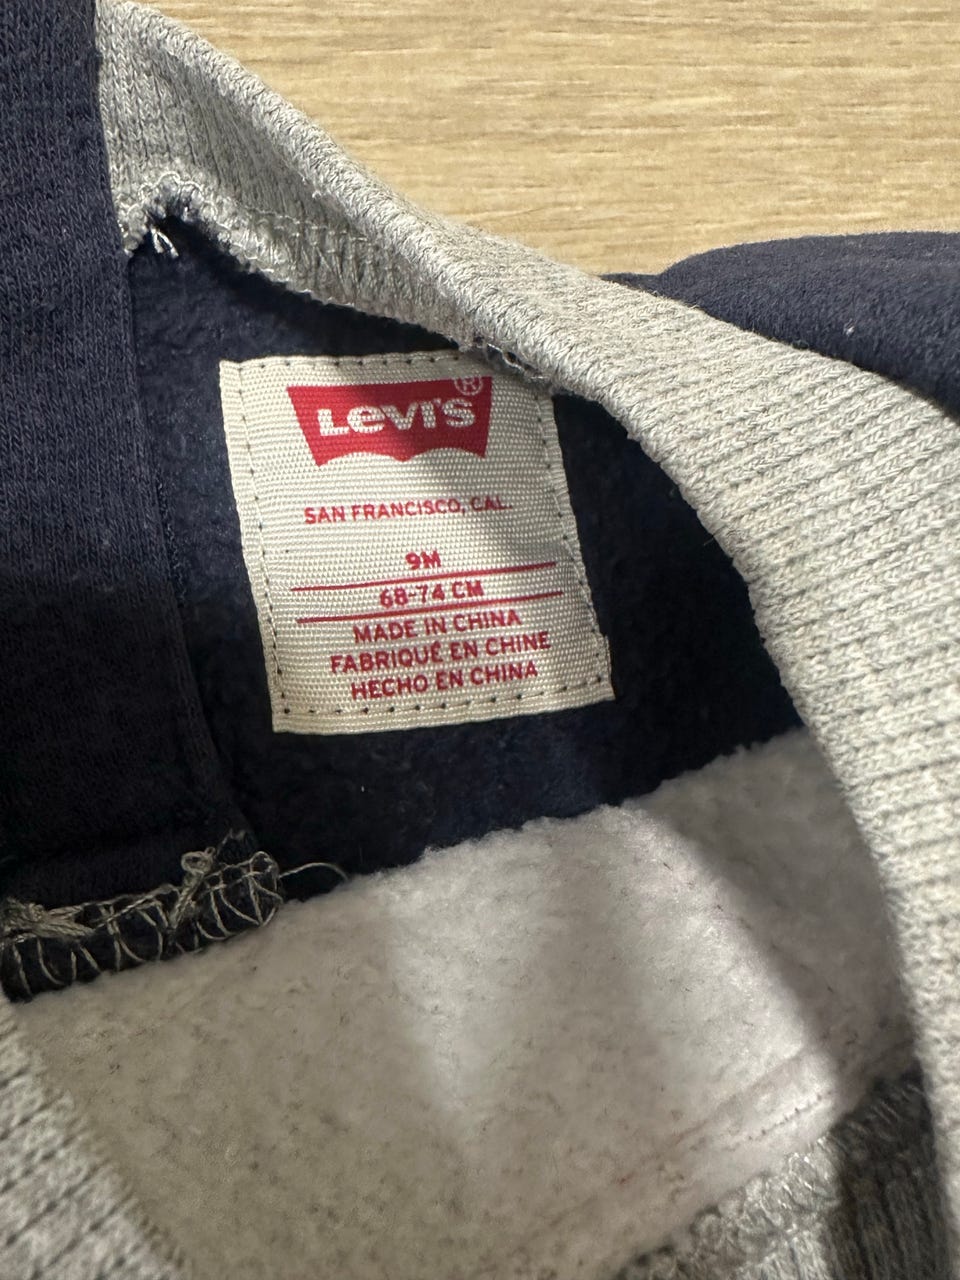 Levi's®
SAN FRANCISCO, CAL.
9M
68-74 CM
MADE IN CHINA
FABRIQUÉ EN CHINE
HECHO EN CHINA